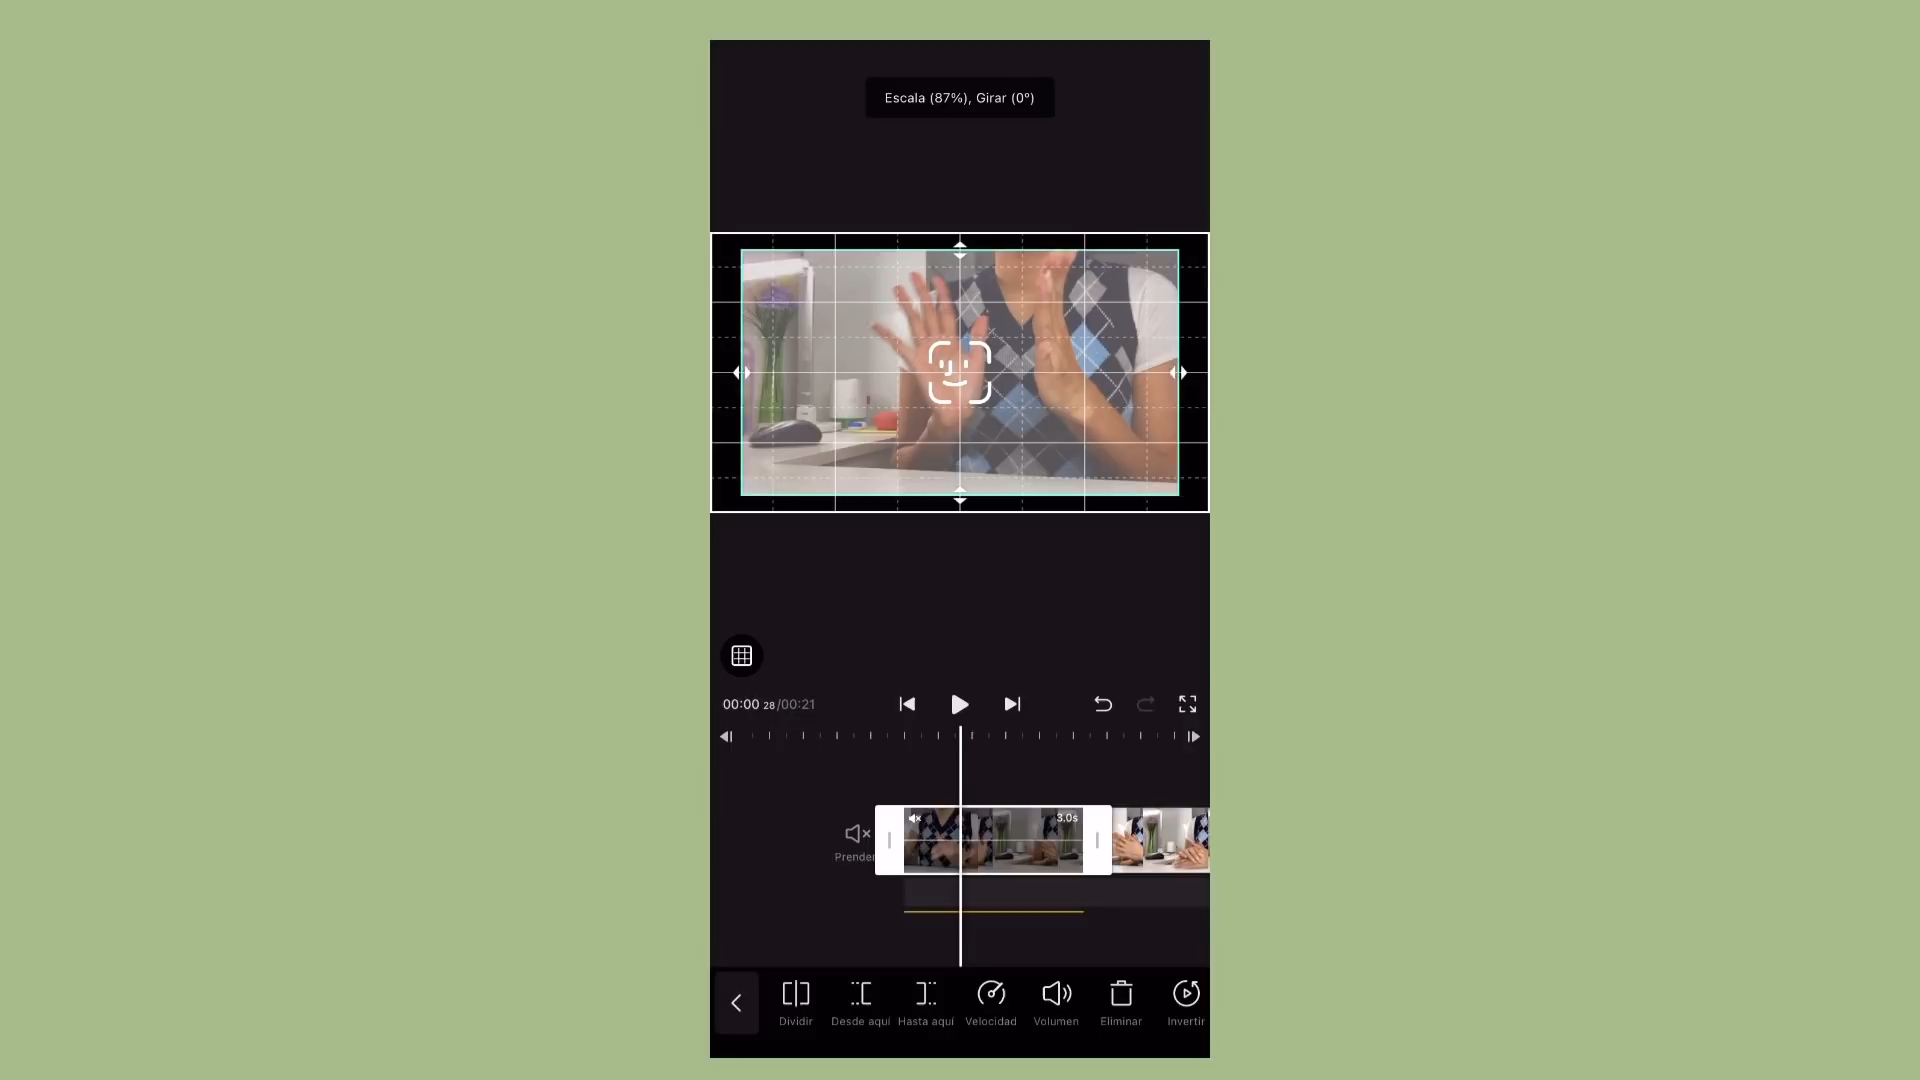 Escala (87%), Girar (0º)
00:00 28/00:21
3.0s
Prender
Dividir
Desde aquí
Hasta aquí
Velocidad
Volumen
Eliminar
Invertir